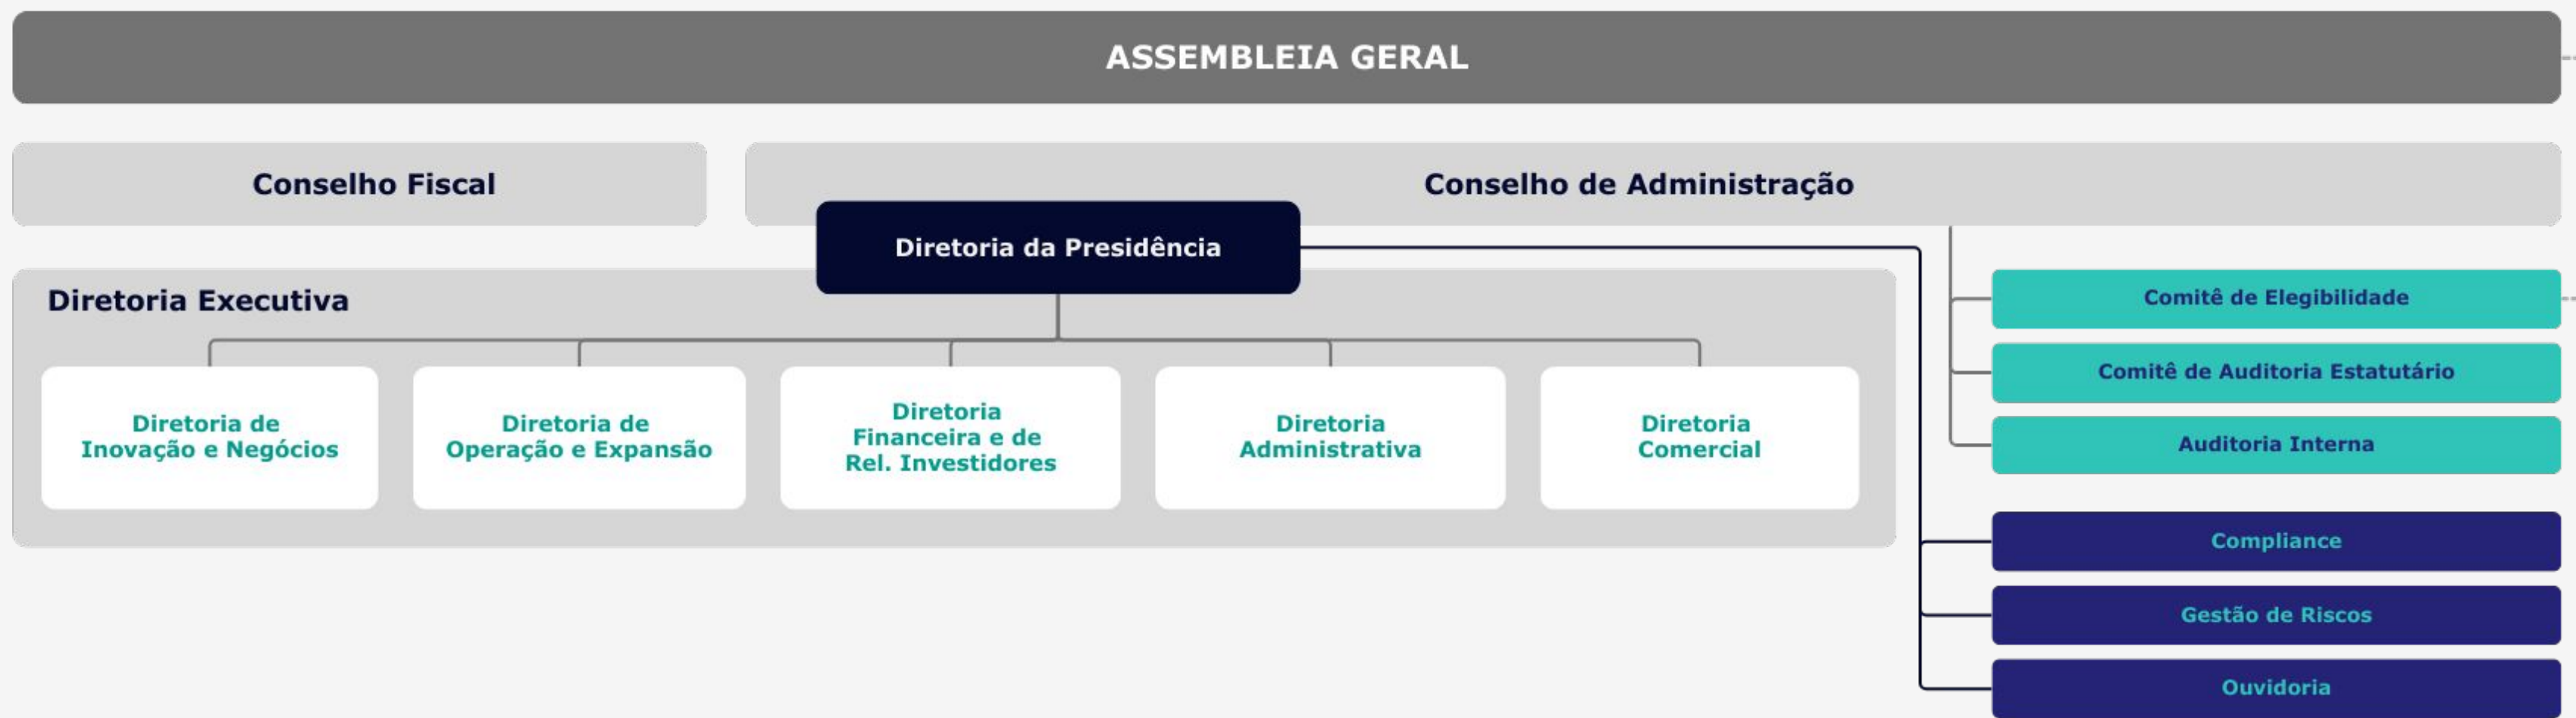 ASSEMBLEIA GERAL
Conselho Fiscal
Conselho de Administração
Diretoria da Presidência
Diretoria Executiva
Diretoria de
Inovação e Negócios
Diretoria de
Operação e Expansão
Diretoria
Financeira e de
Rel. Investidores
Diretoria
Administrativa
Diretoria
Comercial
Comitê de Elegibilidade
Comitê de Auditoria Estatutário
Auditoria Interna
Compliance
Gestão de Riscos
Ouvidoria